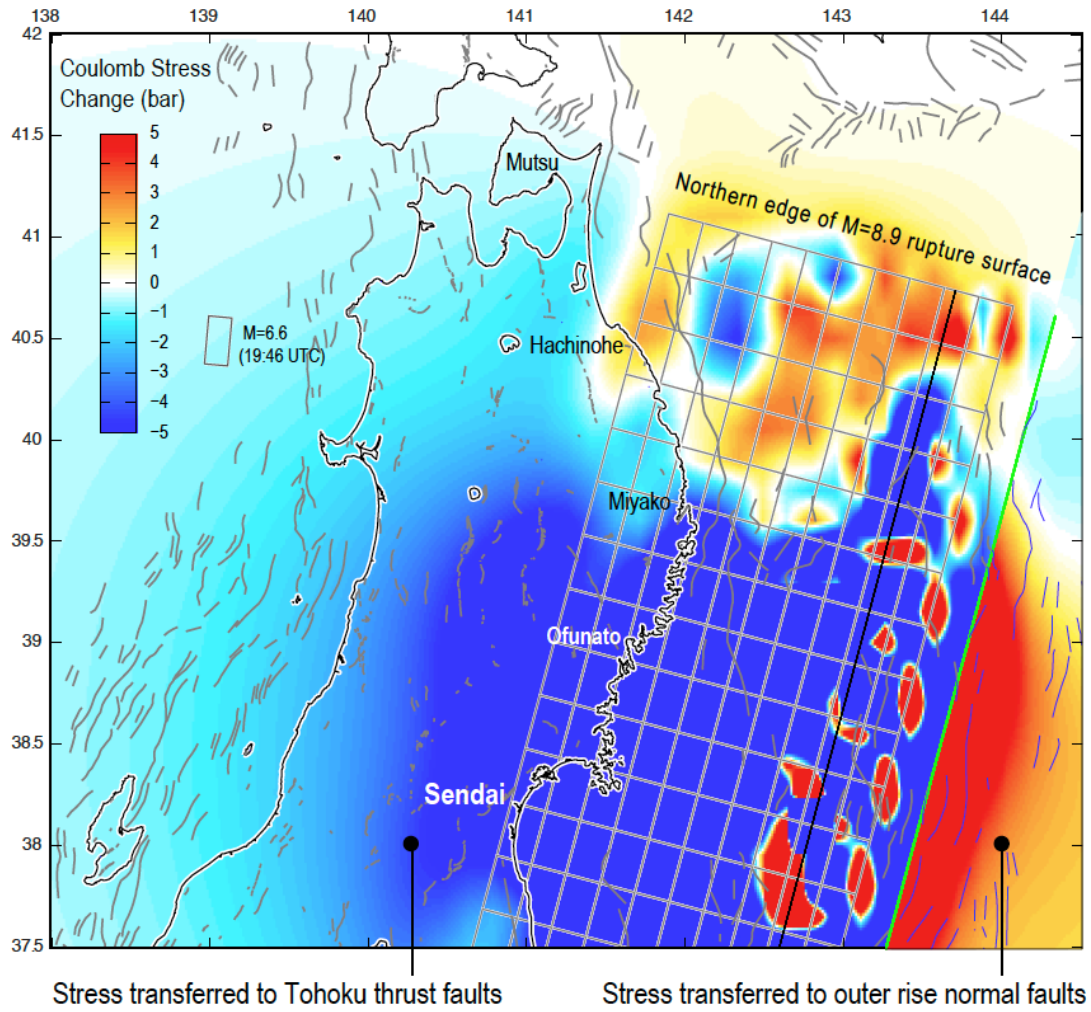 138 139 140 141 142 143 144
42
41.5
41
40.5
40
39.5
39
38.5
38
37.5
Coulomb Stress
Change (bar)
5
4
3
2
1
0
−1
−2
−3
−4
−5
M=6.6
(19:46 UTC)
Mutsu
Hachinohe
Miyako
Ofunato
Sendai
Northern edge of M=8.9 rupture surface
Stress transferred to Tohoku thrust faults
Stress transferred to outer rise normal faults